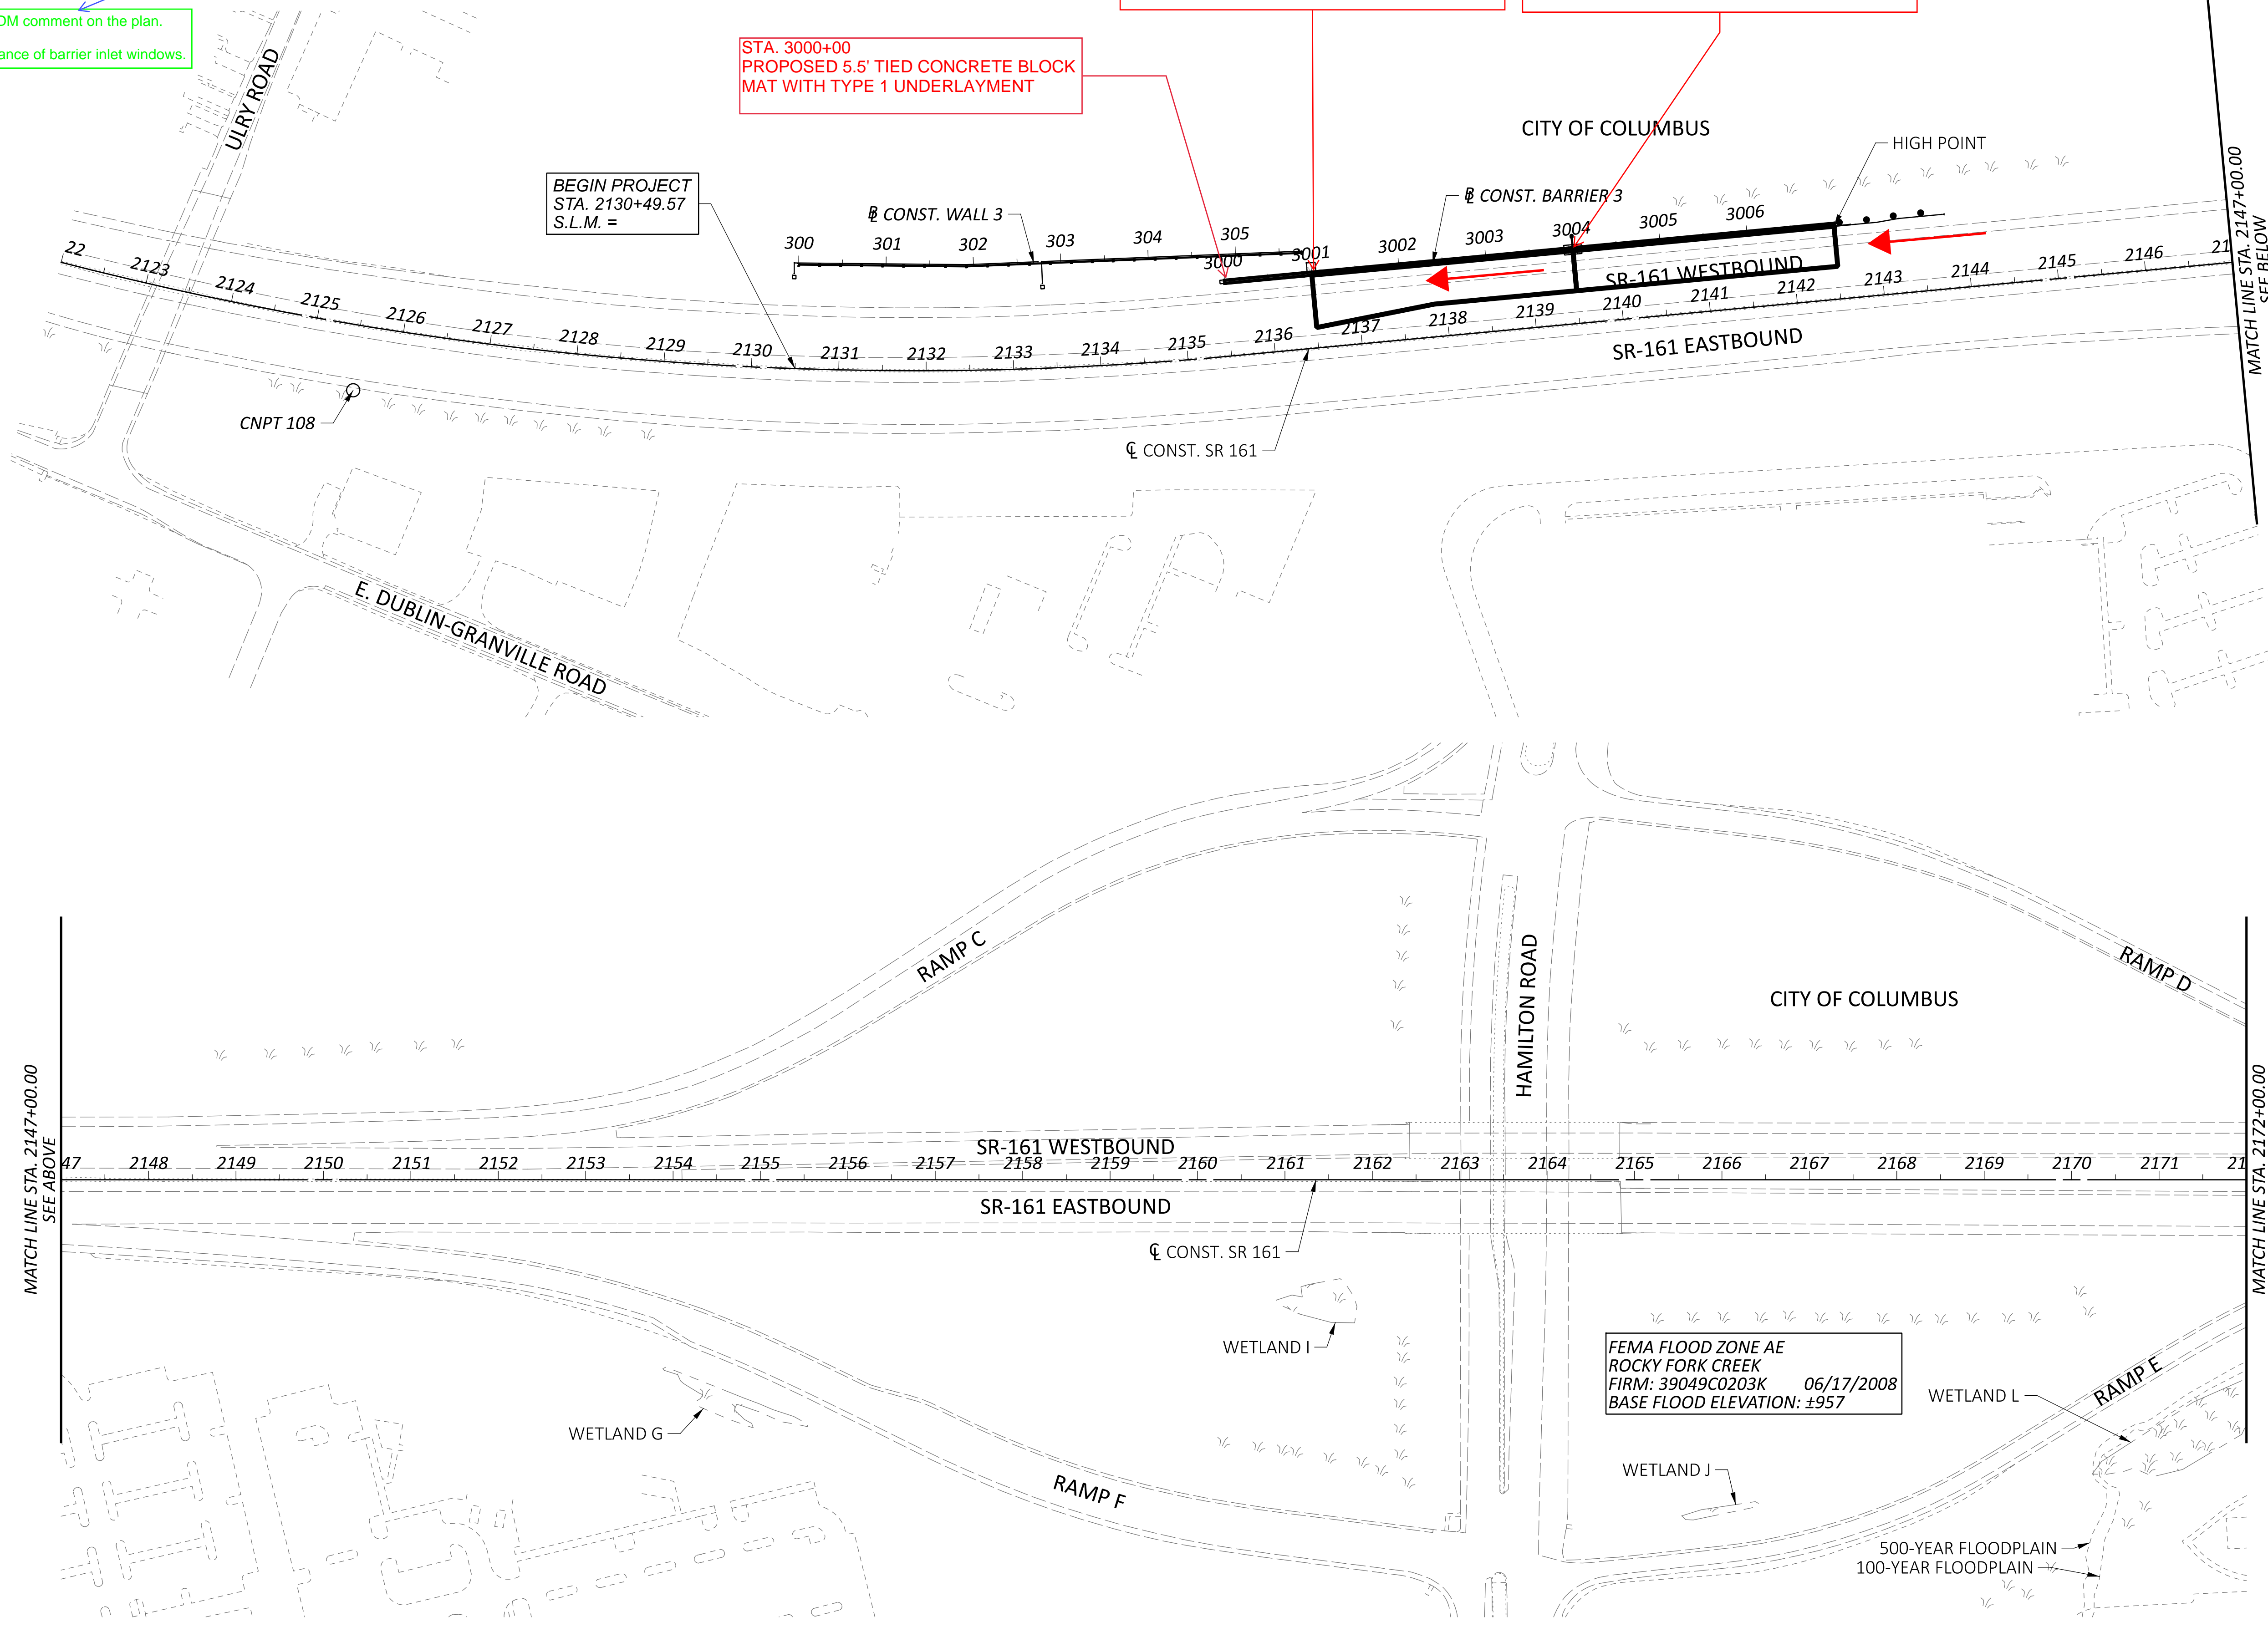 OM comment on the plan.
ance of barrier inlet windows.
STA. 3000+00
PROPOSED 5.5' TIED CONCRETE BLOCK
MAT WITH TYPE 1 UNDERLAYMENT
ULRY ROAD
CITY OF COLUMBUS
HIGH POINT
BEGIN PROJECT
STA. 2130+49.57
S.L.M. =
℄ CONST. WALL 3
℄ CONST. BARRIER 3
300 301 302 303 304 305
3000 3001 3002 3003 3004 3005 3006
SR-161 WESTBOUND
22 2123 2124 2125 2126 2127 2128 2129 2130 2131 2132 2133 2134 2135 2136 2137 2138 2139 2140 2141 2142 2143 2144 2145 2146 21
SR-161 EASTBOUND
MATCH LINE STA. 2147+00.00
SEE BELOW
CNPT 108
℄ CONST. SR 161
E. DUBLIN-GRANVILLE ROAD
RAMP C
HAMILTON ROAD
RAMP D
CITY OF COLUMBUS
MATCH LINE STA. 2147+00.00
SEE ABOVE
SR-161 WESTBOUND
47 2148 2149 2150 2151 2152 2153 2154 2155 2156 2157 2158 2159 2160 2161 2162 2163 2164 2165 2166 2167 2168 2169 2170 2171 21
SR-161 EASTBOUND
℄ CONST. SR 161
MATCH LINE STA. 2172+00.00
WETLAND I
FEMA FLOOD ZONE AE
ROCKY FORK CREEK
FIRM: 39049C0203K 06/17/2008
BASE FLOOD ELEVATION: ±957
WETLAND L
RAMP E
WETLAND G
WETLAND J
RAMP F
500-YEAR FLOODPLAIN
100-YEAR FLOODPLAIN